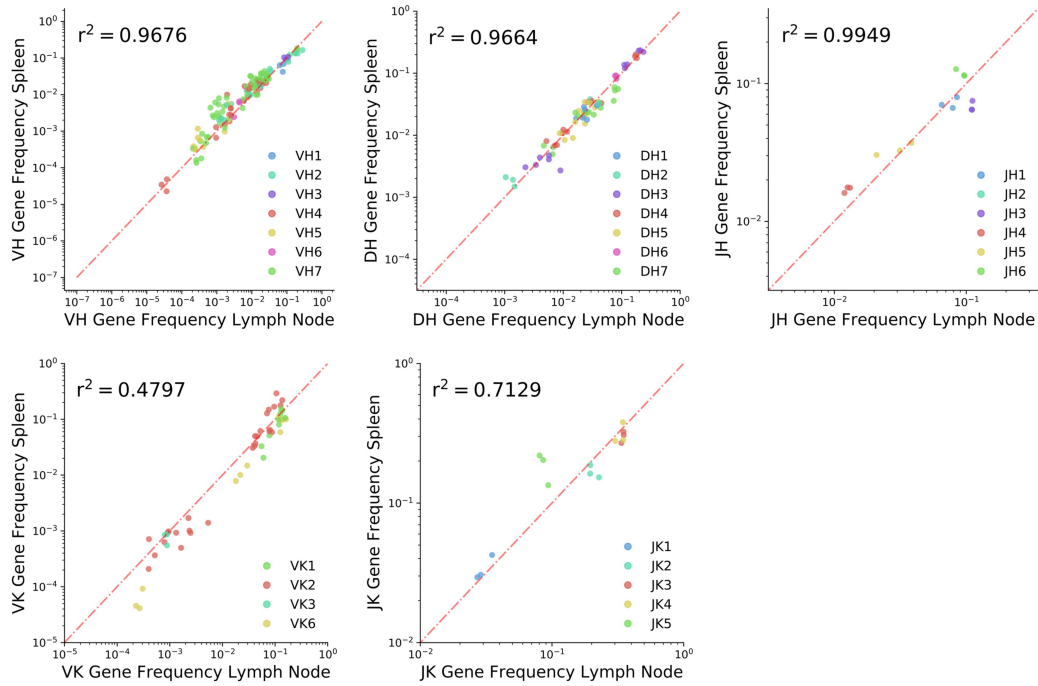 r² = 0.9676
10⁰
10⁻¹
10⁻²
10⁻³
10⁻⁴
10⁻⁵
10⁻⁶
10⁻⁷
VH Gene Frequency Spleen
VH1
VH2
VH3
VH4
VH5
VH6
VH7
10⁻⁷ 10⁻⁶ 10⁻⁵ 10⁻⁴ 10⁻³ 10⁻² 10⁻¹ 10⁰
VH Gene Frequency Lymph Node
r² = 0.9664
10⁰
10⁻¹
10⁻²
10⁻³
10⁻⁴
DH Gene Frequency Spleen
DH1
DH2
DH3
DH4
DH5
DH6
DH7
10⁻⁴ 10⁻³ 10⁻² 10⁻¹ 10⁰
DH Gene Frequency Lymph Node
r² = 0.9949
10⁻¹
10⁻²
JH Gene Frequency Spleen
JH1
JH2
JH3
JH4
JH5
JH6
10⁻² 10⁻¹
JH Gene Frequency Lymph Node
r² = 0.4797
10⁰
10⁻¹
10⁻²
10⁻³
10⁻⁴
10⁻⁵
VK Gene Frequency Spleen
VK1
VK2
VK3
VK6
10⁻⁵ 10⁻⁴ 10⁻³ 10⁻² 10⁻¹ 10⁰
VK Gene Frequency Lymph Node
r² = 0.7129
10⁰
10⁻¹
10⁻²
JK Gene Frequency Spleen
JK1
JK2
JK3
JK4
JK5
10⁻² 10⁻¹ 10⁰
JK Gene Frequency Lymph Node